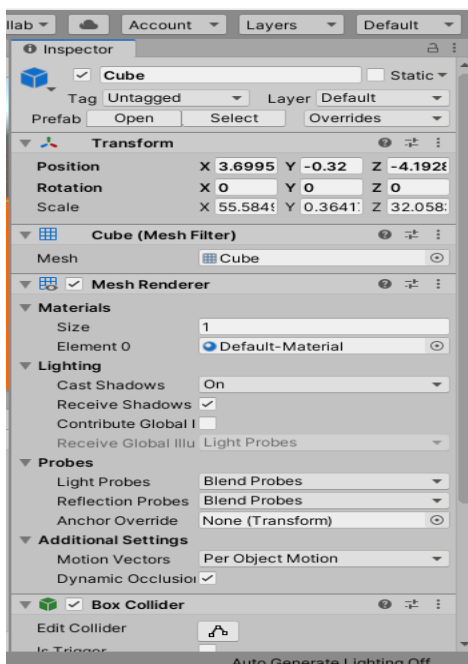 llab Account Layers Default
Inspector
Cube Static
Tag Untagged Layer Default
Prefab Open Select Overrides
Transform
Position X 3.6995 Y -0.32 Z -4.1928
Rotation X 0 Y 0 Z 0
Scale X 55.5849 Y 0.3641 Z 32.058
Cube (Mesh Filter)
Mesh Cube
Mesh Renderer
Materials
Size 1
Element 0 Default-Material
Lighting
Cast Shadows On
Receive Shadows
Contribute Global I
Receive Global Illu Light Probes
Probes
Light Probes Blend Probes
Reflection Probes Blend Probes
Anchor Override None (Transform)
Additional Settings
Motion Vectors Per Object Motion
Dynamic Occlusio
Box Collider
Edit Collider
Is Trigger
Auto Generate Lighting Off